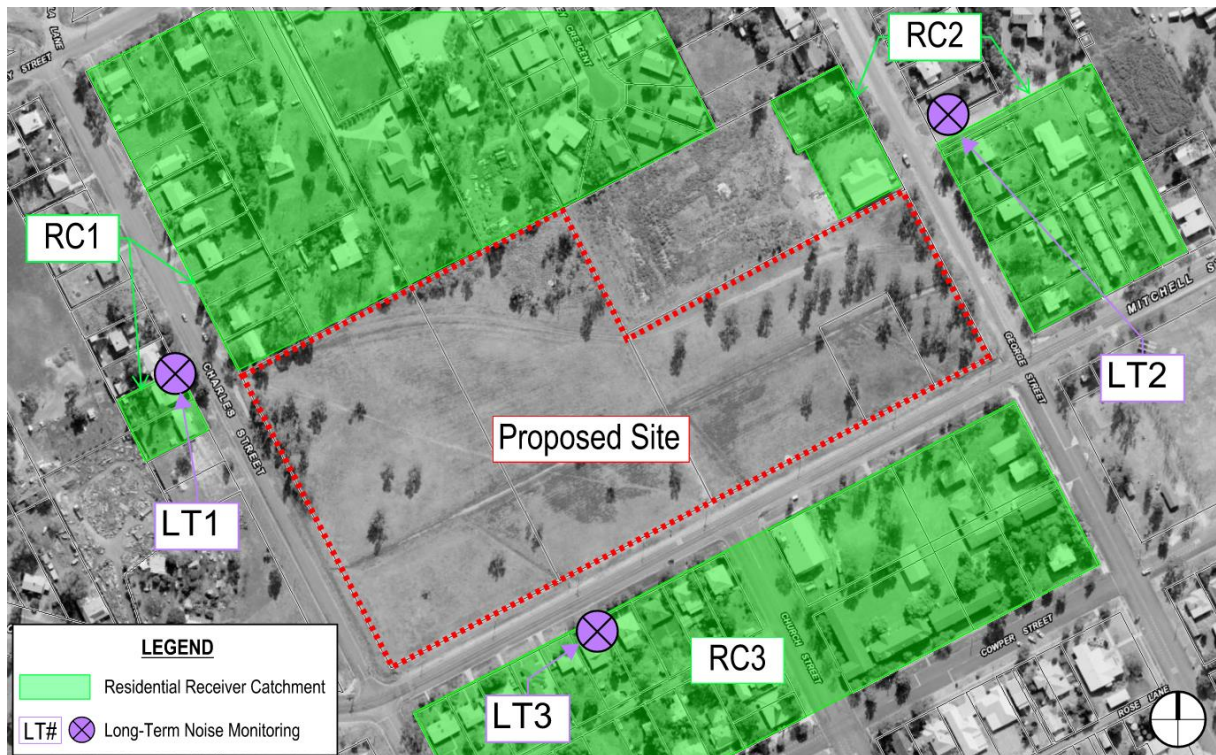 LANE
STREET
CRESCENT
RC2
RC1
CHARLES STREET
MITCHELL S
GEORGE STREET
LT2
Proposed Site
LT1
CHURCH STREET
COWPER STREET
RC3
LT3
ROSE LANE
LEGEND
Residential Receiver Catchment
LT# Long-Term Noise Monitoring